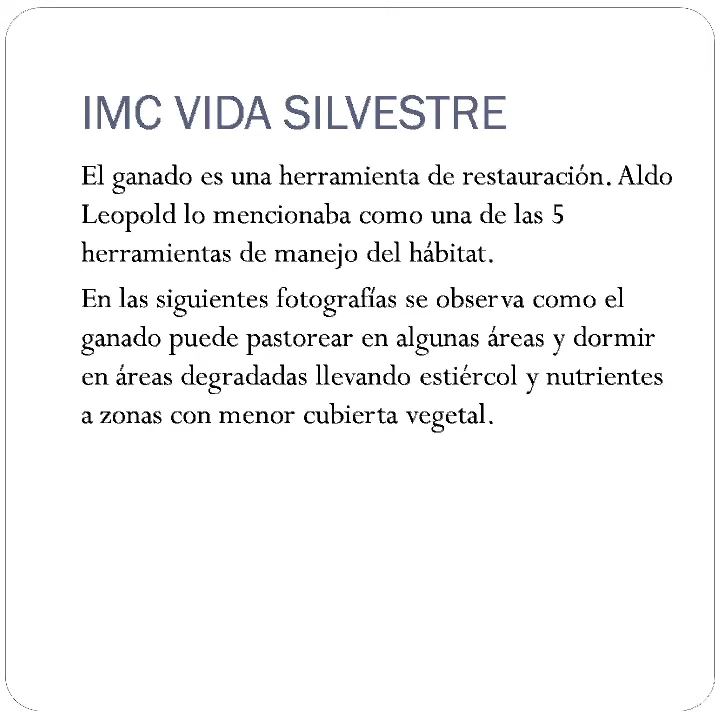 IMC VIDA SILVESTRE
El ganado es una herramienta de restauración. Aldo
Leopold lo mencionaba como una de las 5
herramientas de manejo del hábitat.
En las siguientes fotografías se observa como el
ganado puede pastorear en algunas áreas y dormir
en áreas degradadas llevando estiércol y nutrientes
a zonas con menor cubierta vegetal.